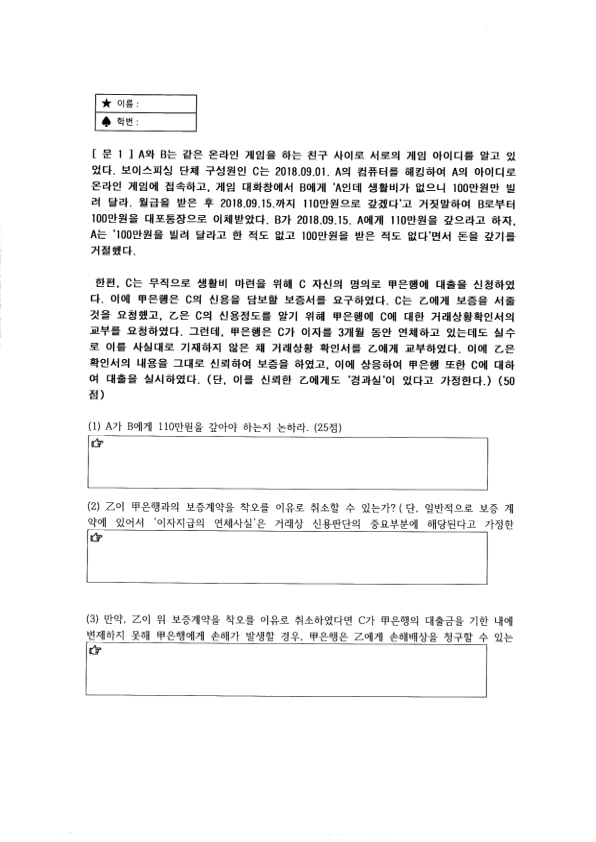 ★ 이름 :
♠ 학번 :
[ 문 1 ] A와 B는 같은 온라인 게임을 하는 친구 사이로 서로의 게임 아이디를 알고 있
었다. 보이스피싱 단체 구성원인 C는 2018.09.01. A의 컴퓨터를 해킹하여 A의 아이디로
온라인 게임에 접속하고, 게임 대화창에서 B에게 'A인데 생활비가 없으니 100만원만 빌
려 달라. 월급을 받은 후 2018.09.15.까지 110만원으로 갚겠다'고 거짓말하여 B로부터
100만원을 대포통장으로 이체받았다. B가 2018.09.15. A에게 110만원을 갚으라고 하자,
A는 '100만원을 빌려 달라고 한 적도 없고 100만원을 받은 적도 없다'면서 돈을 갚기를
거절했다.
한편, C는 무직으로 생활비 마련을 위해 C 자신의 명의로 甲은행에 대출을 신청하였
다. 이에 甲은행은 C의 신용을 담보할 보증서를 요구하였다. C는 乙에게 보증을 서줄
것을 요청했고, 乙은 C의 신용정도를 알기 위해 甲은행에 C에 대한 거래상황확인서의
교부를 요청하였다. 그런데, 甲은행은 C가 이자를 3개월 동안 연체하고 있는데도 실수
로 이를 사실대로 기재하지 않은 채 거래상황 확인서를 乙에게 교부하였다. 이에 乙은
확인서의 내용을 그대로 신뢰하여 보증을 하였고, 이에 상응하여 甲은행 또한 C에 대하
여 대출을 실시하였다. (단, 이를 신뢰한 乙에게도 '경과실'이 있다고 가정한다.) (50
점)
(1) A가 B에게 110만원을 갚아야 하는지 논하라. (25점)
☞
(2) 乙이 甲은행과의 보증계약을 착오를 이유로 취소할 수 있는가? ( 단, 일반적으로 보증 계
약에 있어서 '이자지급의 연체사실'은 거래상 신용판단의 중요부분에 해당된다고 가정한
☞
(3) 만약, 乙이 위 보증계약을 착오를 이유로 취소하였다면 C가 甲은행의 대출금을 기한 내에
변제하지 못해 甲은행에게 손해가 발생할 경우, 甲은행은 乙에게 손해배상을 청구할 수 있는
☞